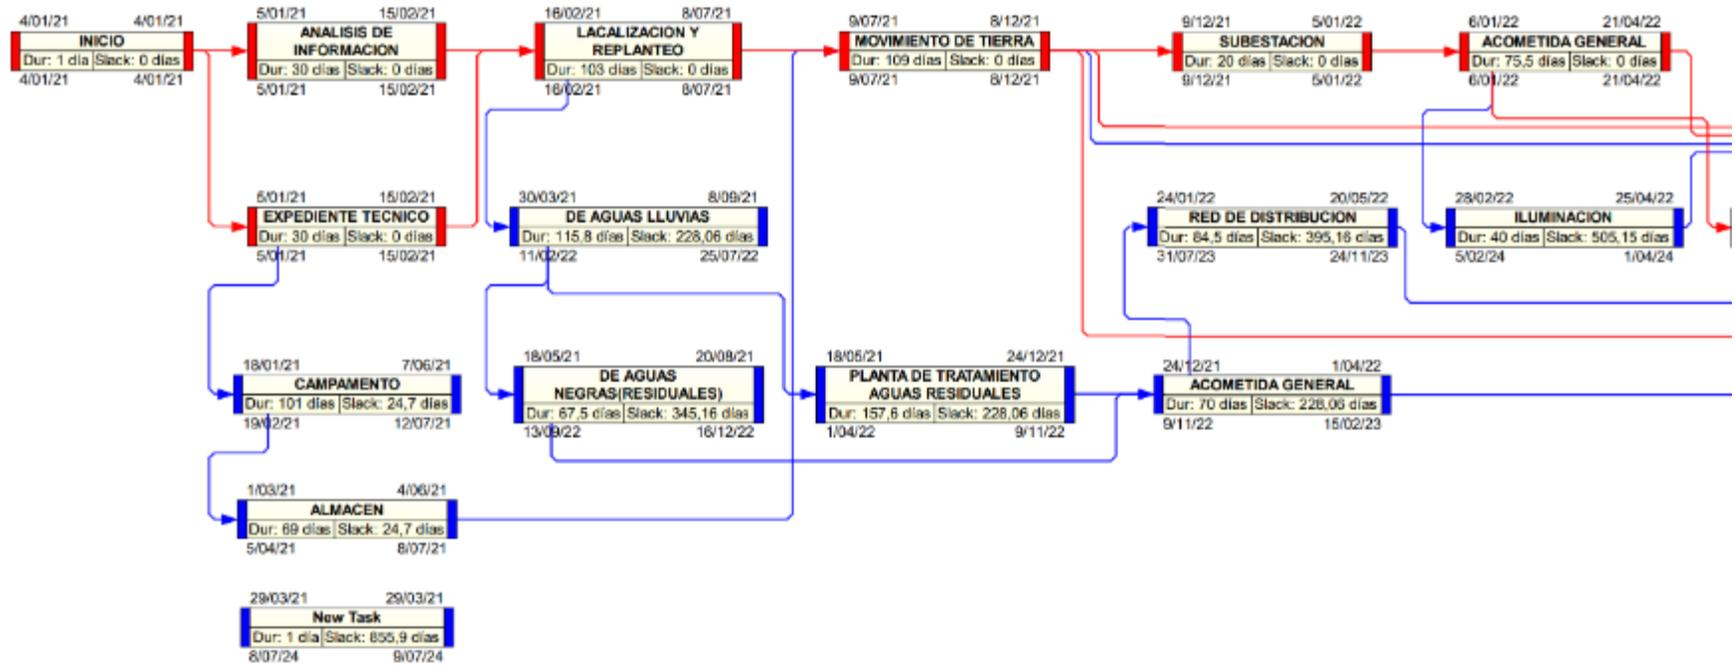 4/01/21 4/01/21
INICIO
Dur: 1 día Slack: 0 días
4/01/21 4/01/21
5/01/21 15/02/21
ANALISIS DE
INFORMACION
Dur: 30 días Slack: 0 días
5/01/21 15/02/21
16/02/21 8/07/21
LACALIZACION Y
REPLANTEO
Dur: 103 días Slack: 0 días
16/02/21 8/07/21
9/07/21 8/12/21
MOVIMIENTO DE TIERRA
Dur: 109 días Slack: 0 días
9/07/21 8/12/21
9/12/21 5/01/22
SUBESTACION
Dur: 20 días Slack: 0 días
9/12/21 5/01/22
6/01/22 21/04/22
ACOMETIDA GENERAL
Dur: 75,5 días Slack: 0 días
6/01/22 21/04/22
5/01/21 15/02/21
EXPEDIENTE TECNICO
Dur: 30 días Slack: 0 días
5/01/21 15/02/21
30/03/21 8/09/21
DE AGUAS LLUVIAS
Dur: 115,8 días Slack: 228,06 días
11/02/22 25/07/22
24/01/22 20/05/22
RED DE DISTRIBUCION
Dur: 84,5 días Slack: 395,16 días
31/07/23 24/11/23
28/02/22 25/04/22
ILUMINACION
Dur: 40 días Slack: 505,15 días
5/02/24 1/04/24
18/01/21 7/06/21
CAMPAMENTO
Dur: 101 días Slack: 24,7 días
19/02/21 12/07/21
18/05/21 20/08/21
DE AGUAS
NEGRAS(RESIDUALES)
Dur: 67,5 días Slack: 345,16 días
13/09/22 16/12/22
18/05/21 24/12/21
PLANTA DE TRATAMIENTO
AGUAS RESIDUALES
Dur: 157,6 días Slack: 228,06 días
1/04/22 9/11/22
24/12/21 1/04/22
ACOMETIDA GENERAL
Dur: 70 días Slack: 228,06 días
9/11/22 15/02/23
1/03/21 4/06/21
ALMACEN
Dur: 69 días Slack: 24,7 días
5/04/21 8/07/21
29/03/21 29/03/21
New Task
Dur: 1 día Slack: 855,9 días
8/07/24 9/07/24